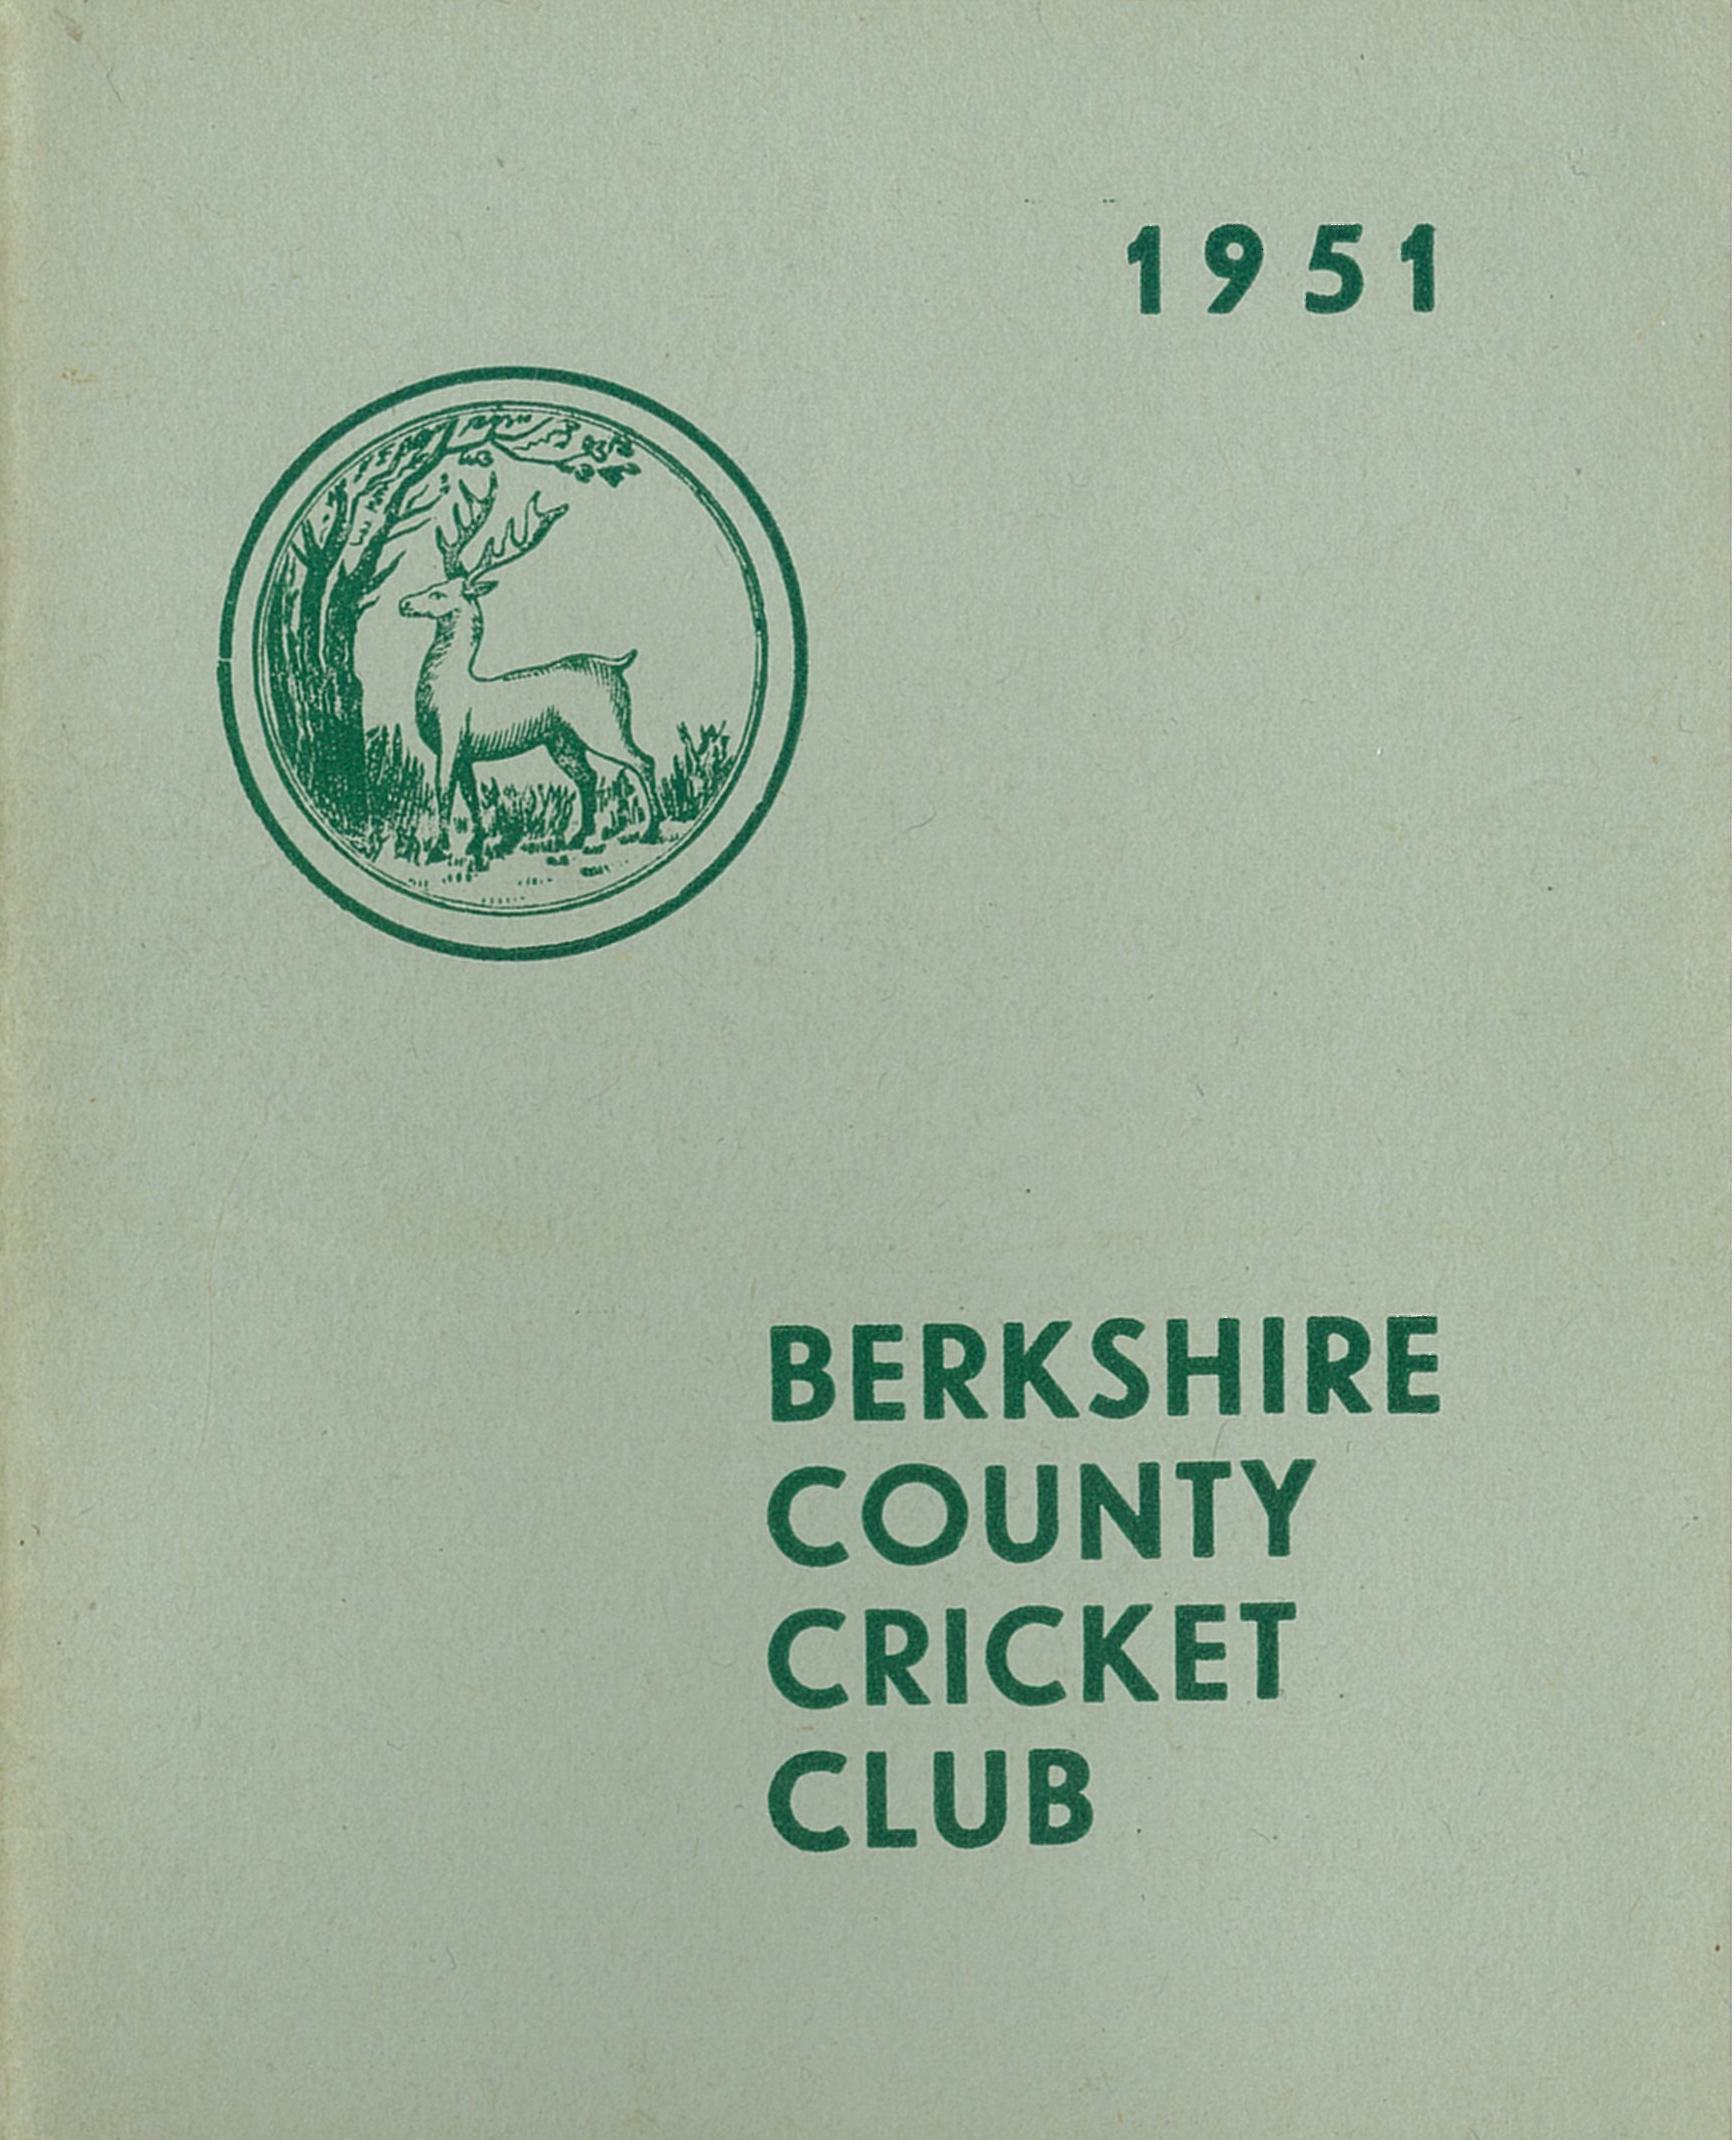 1951
BERKSHIRE
COUNTY
CRICKET
CLUB